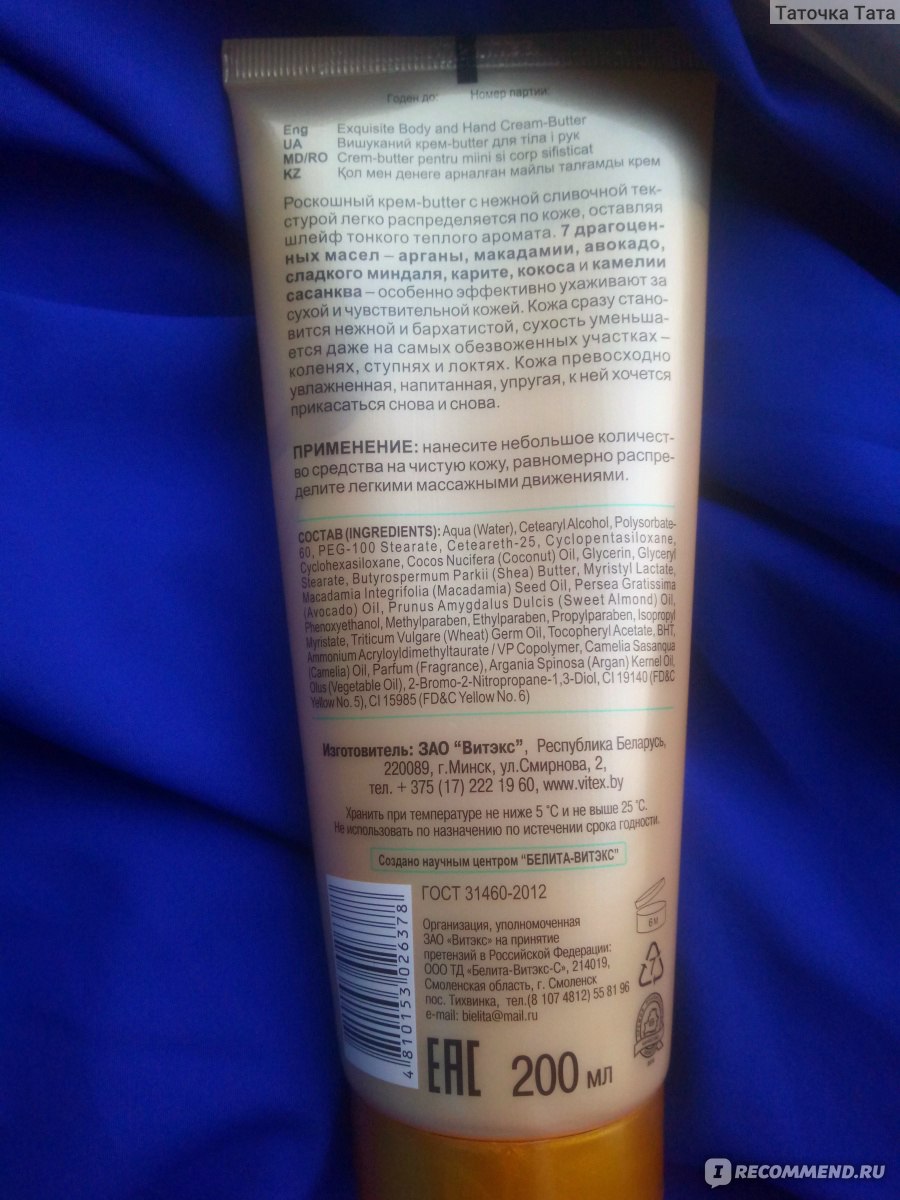 Таточка Тата
Годен до: Номер партии:
Eng Exquisite Body and Hand Cream-Butter
UA Вишуканий крем-butter для тіла і рук
MD/RO Crem-butter pentru miini si corp sifisticat
KZ Қол мен денеге арналған майлы талғамды крем
Роскошный крем-butter с нежной сливочной тек-
стурой легко распределяется по коже, оставляя
шлейф тонкого теплого аромата. 7 драгоцен-
ных масел – арганы, макадамии, авокадо,
сладкого миндаля, карите, кокоса и камелии
сасанква – особенно эффективно ухаживают за
сухой и чувствительной кожей. Кожа сразу стано-
вится нежной и бархатистой, сухость уменьша-
ется даже на самых обезвоженных участках –
коленях, ступнях и локтях. Кожа превосходно
увлажненная, напитанная, упругая, к ней хочется
прикасаться снова и снова.
ПРИМЕНЕНИЕ: нанесите небольшое количест-
во средства на чистую кожу, равномерно распре-
делите легкими массажными движениями.
СОСТАВ (INGREDIENTS): Aqua (Water), Cetearyl Alcohol, Polysorbate-
60, PEG-100 Stearate, Ceteareth-25, Cyclopentasiloxane,
Cyclohexasiloxane, Cocos Nucifera (Coconut) Oil, Glycerin, Glyceryl
Stearate, Butyrospermum Parkii (Shea) Butter, Myristyl Lactate,
Macadamia Integrifolia (Macadamia) Seed Oil, Persea Gratissima
(Avocado) Oil, Prunus Amygdalus Dulcis (Sweet Almond) Oil,
Phenoxyethanol, Methylparaben, Ethylparaben, Propylparaben, Isopropyl
Myristate, Triticum Vulgare (Wheat) Germ Oil, Tocopheryl Acetate, BHT,
Ammonium Acryloyldimethyltaurate / VP Copolymer, Camelia Sasanqua
(Camelia) Oil, Parfum (Fragrance), Argania Spinosa (Argan) Kernel Oil,
Olus (Vegetable Oil), 2-Bromo-2-Nitropropane-1,3-Diol, CI 19140 (FD&C
Yellow No. 5), CI 15985 (FD&C Yellow No. 6)
Изготовитель: ЗАО "Витэкс", Республика Беларусь,
220089, г.Минск, ул.Смирнова, 2,
тел. + 375 (17) 222 19 60, www.vitex.by
Хранить при температуре не ниже 5 °C и не выше 25 °C.
Не использовать по назначению по истечении срока годности.
Создано научным центром "БЕЛИТА-ВИТЭКС"
ГОСТ 31460-2012
Организация, уполномоченная
ЗАО «Витэкс» на принятие
претензий в Российской Федерации:
ООО ТД «Белита-Витэкс-С», 214019,
Смоленская область, г. Смоленск
пос. Тихвинка, тел.(8 107 4812) 55 81 96
e-mail: bielita@mail.ru
6M
7
4 810153 026378
EAC 200 мл
IRECOMMEND.RU